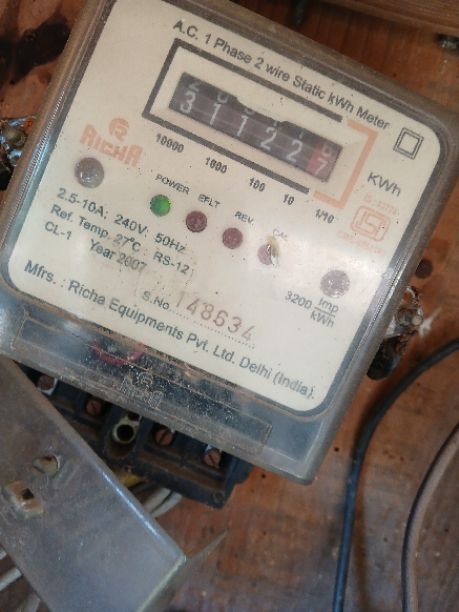 A.C. 1 Phase 2 wire Static kWh Meter
311227
KWh
10000 1000 100 10 1/10
RICHA
POWER EFLT REV CAL
2.5-10A; 240V; 50Hz
Ref. Temp. 27°C RS-12
CL-1 Year 2007
3200 Imp
kWh
S.No. 148634
Mfrs. : Richa Equipments Pvt. Ltd. Delhi (India).